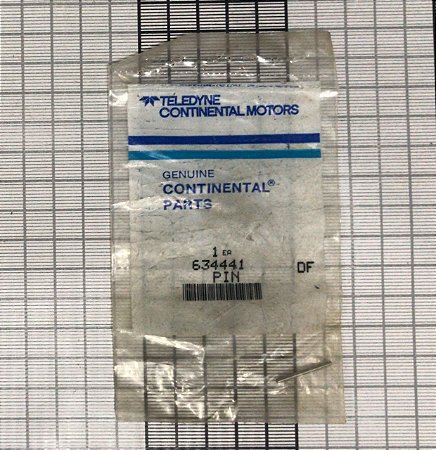 TELEDYNE
CONTINENTAL MOTORS
GENUINE
CONTINENTAL®
PARTS
1 EA
634441 DF
PIN